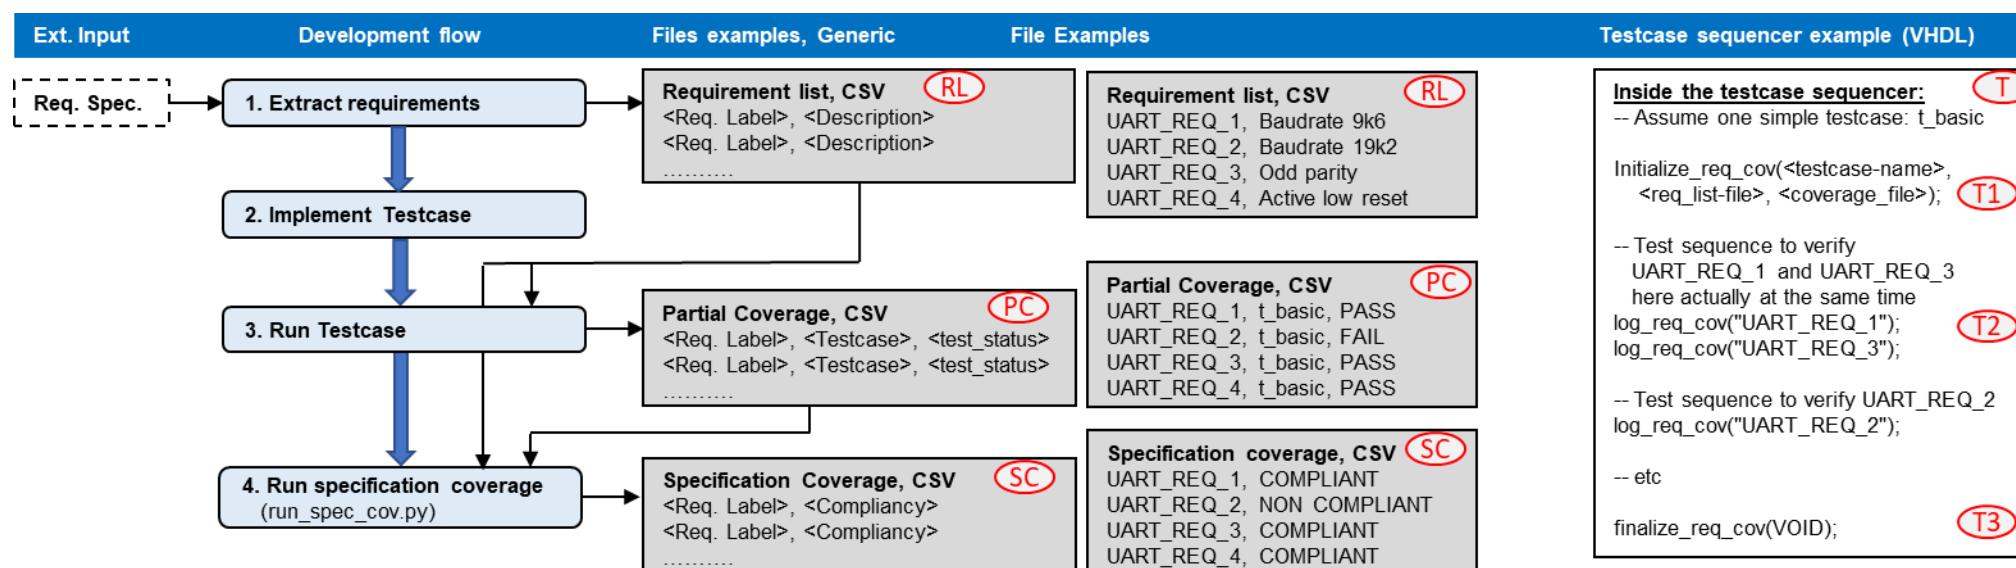 Ext. Input
Development flow
Files examples, Generic
File Examples
Testcase sequencer example (VHDL)
Req. Spec.
1. Extract requirements
2. Implement Testcase
3. Run Testcase
4. Run specification coverage
(run_spec_cov.py)
Requirement list, CSV
RL
<Req. Label>, <Description>
<Req. Label>, <Description>
..........
Partial Coverage, CSV
PC
<Req. Label>, <Testcase>, <test_status>
<Req. Label>, <Testcase>, <test_status>
..........
Specification Coverage, CSV
SC
<Req. Label>, <Compliancy>
<Req. Label>, <Compliancy>
..........
Requirement list, CSV
RL
UART_REQ_1, Baudrate 9k6
UART_REQ_2, Baudrate 19k2
UART_REQ_3, Odd parity
UART_REQ_4, Active low reset
Partial Coverage, CSV
PC
UART_REQ_1, t_basic, PASS
UART_REQ_2, t_basic, FAIL
UART_REQ_3, t_basic, PASS
UART_REQ_4, t_basic, PASS
Specification coverage, CSV
SC
UART_REQ_1, COMPLIANT
UART_REQ_2, NON COMPLIANT
UART_REQ_3, COMPLIANT
UART_REQ_4, COMPLIANT
Inside the testcase sequencer:
T
-- Assume one simple testcase: t_basic
Initialize_req_cov(<testcase-name>,
<req_list-file>, <coverage_file>);
T1
-- Test sequence to verify
UART_REQ_1 and UART_REQ_3
here actually at the same time
log_req_cov("UART_REQ_1");
T2
log_req_cov("UART_REQ_3");
-- Test sequence to verify UART_REQ_2
log_req_cov("UART_REQ_2");
-- etc
finalize_req_cov(VOID);
T3